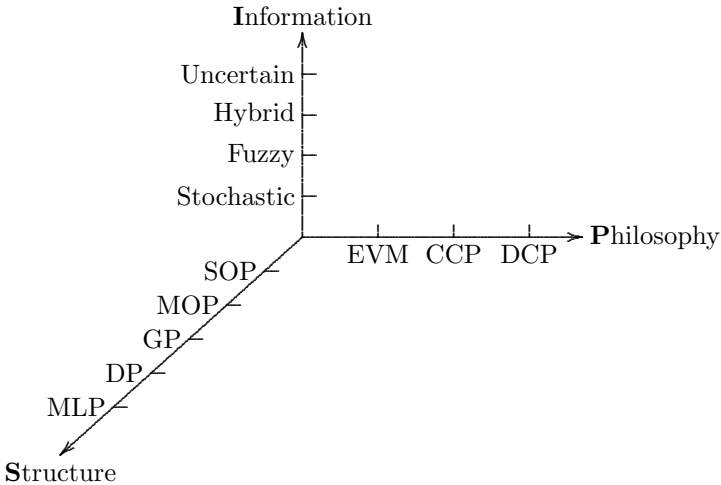 Information
Uncertain
Hybrid
Fuzzy
Stochastic
Philosophy
EVM CCP DCP
SOP
MOP
GP
DP
MLP
Structure